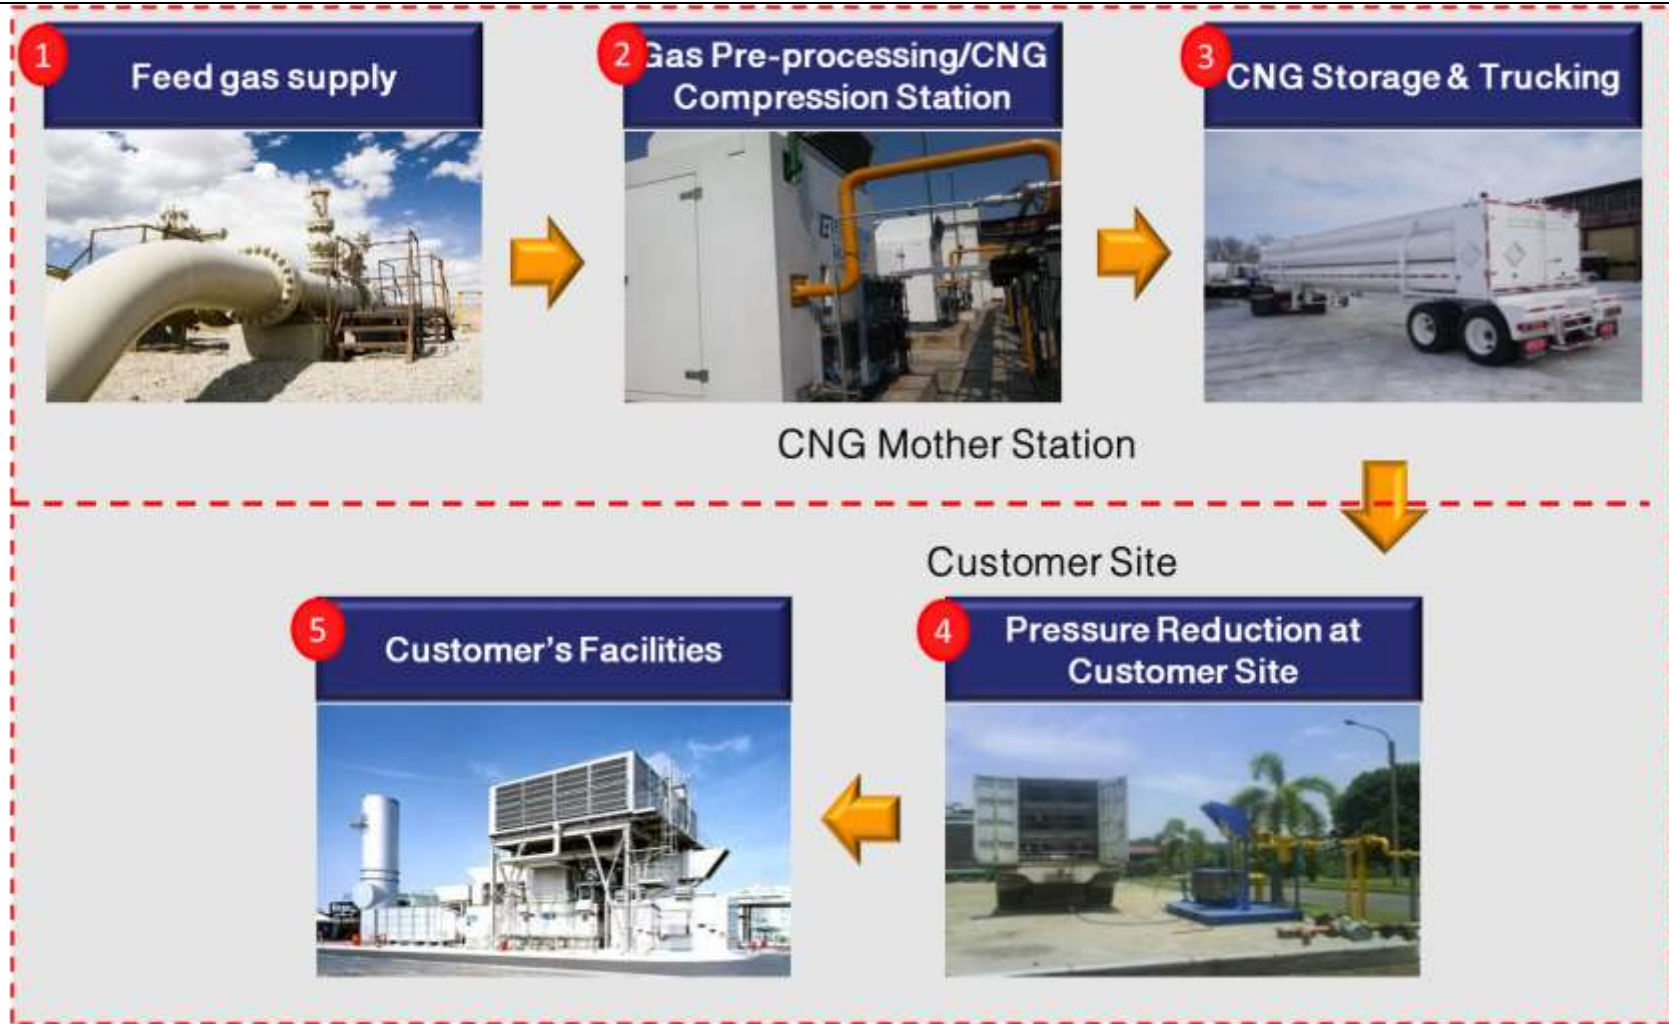 1
Feed gas supply
2
Gas Pre-processing/CNG
Compression Station
3
CNG Storage & Trucking
CNG Mother Station
Customer Site
5
Customer's Facilities
4
Pressure Reduction at
Customer Site